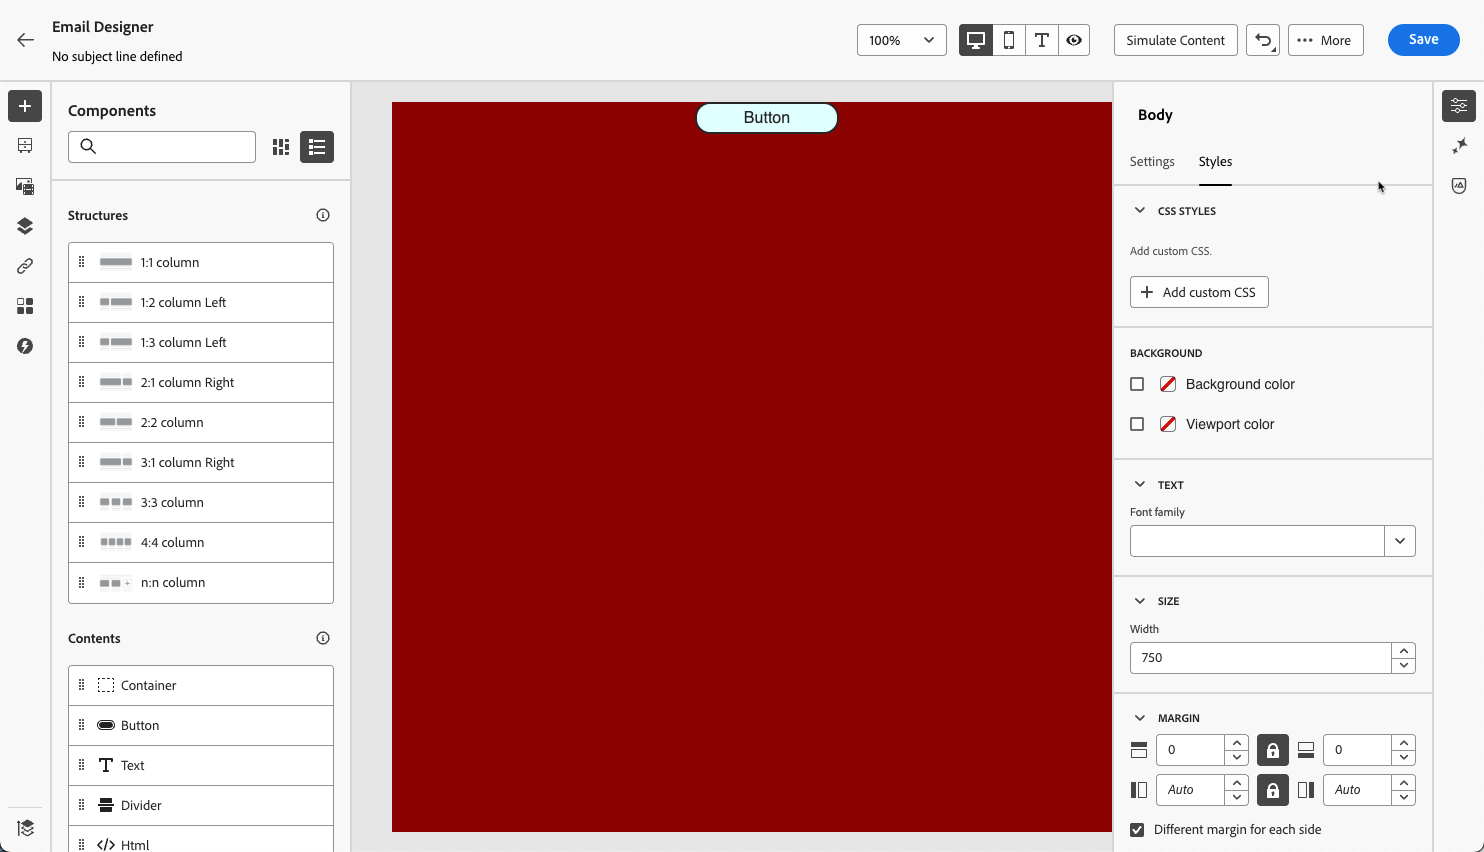 Email Designer
No subject line defined
100%
Simulate Content
More
Save
Components
Structures
1:1 column
1:2 column Left
1:3 column Left
2:1 column Right
2:2 column
3:1 column Right
3:3 column
4:4 column
n:n column
Contents
Container
Button
Text
Divider
Html
Button
Body
Settings
Styles
CSS STYLES
Add custom CSS.
Add custom CSS
BACKGROUND
Background color
Viewport color
TEXT
Font family
SIZE
Width
750
MARGIN
0
0
Auto
Auto
Different margin for each side